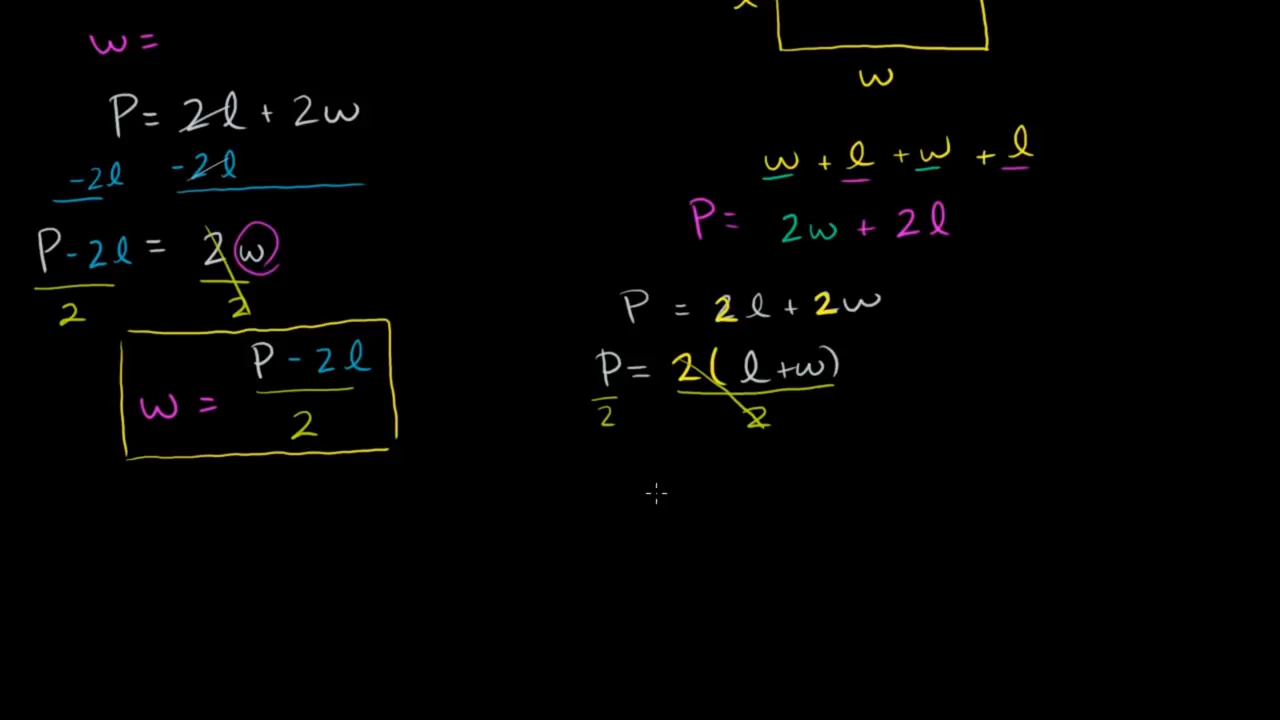 w =
P = 2l + 2w
-2l -2l
P - 2l = 2w
2 2
w = P - 2l
2
w
w + l + w + l
P = 2w + 2l
P = 2l + 2w
P = 2( l + w)
2 2